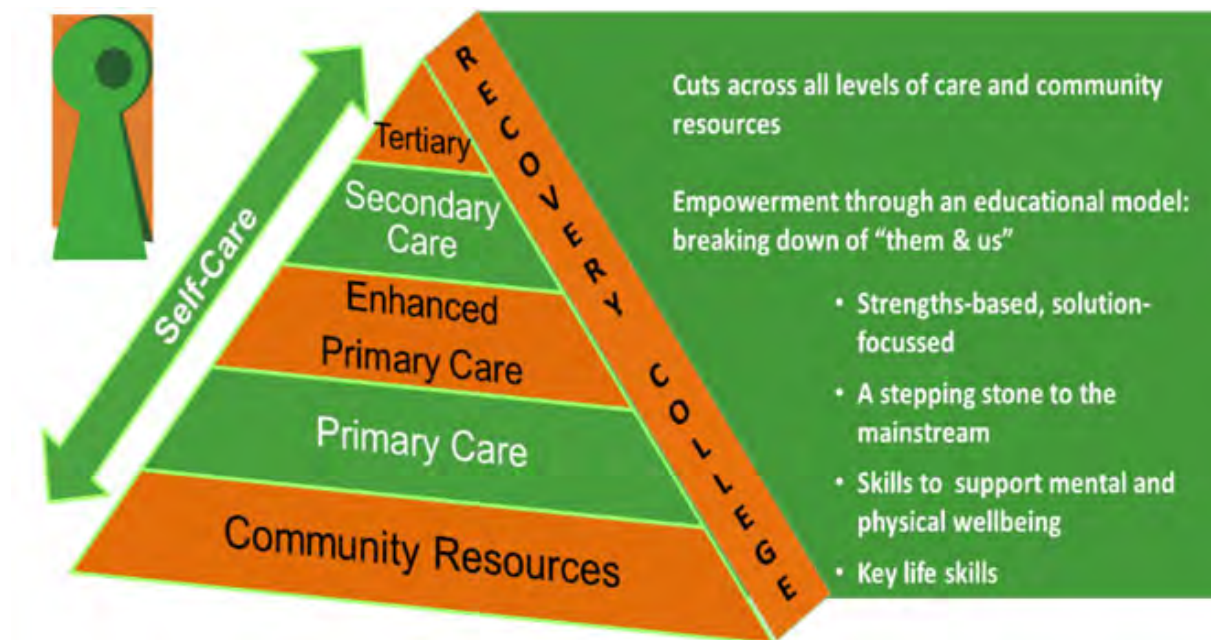 Self-Care
Tertiary
Secondary
Care
Enhanced
Primary Care
Primary Care
Community Resources
RECOVERY COLLEGE
Cuts across all levels of care and community
resources
Empowerment through an educational model:
breaking down of “them & us”
• Strengths-based, solution-
focussed
• A stepping stone to the
mainstream
• Skills to support mental and
physical wellbeing
• Key life skills